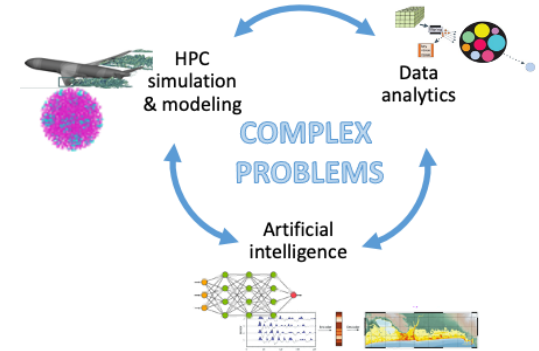 HPC
simulation
& modeling
Data
analytics
COMPLEX
PROBLEMS
Artificial
intelligence